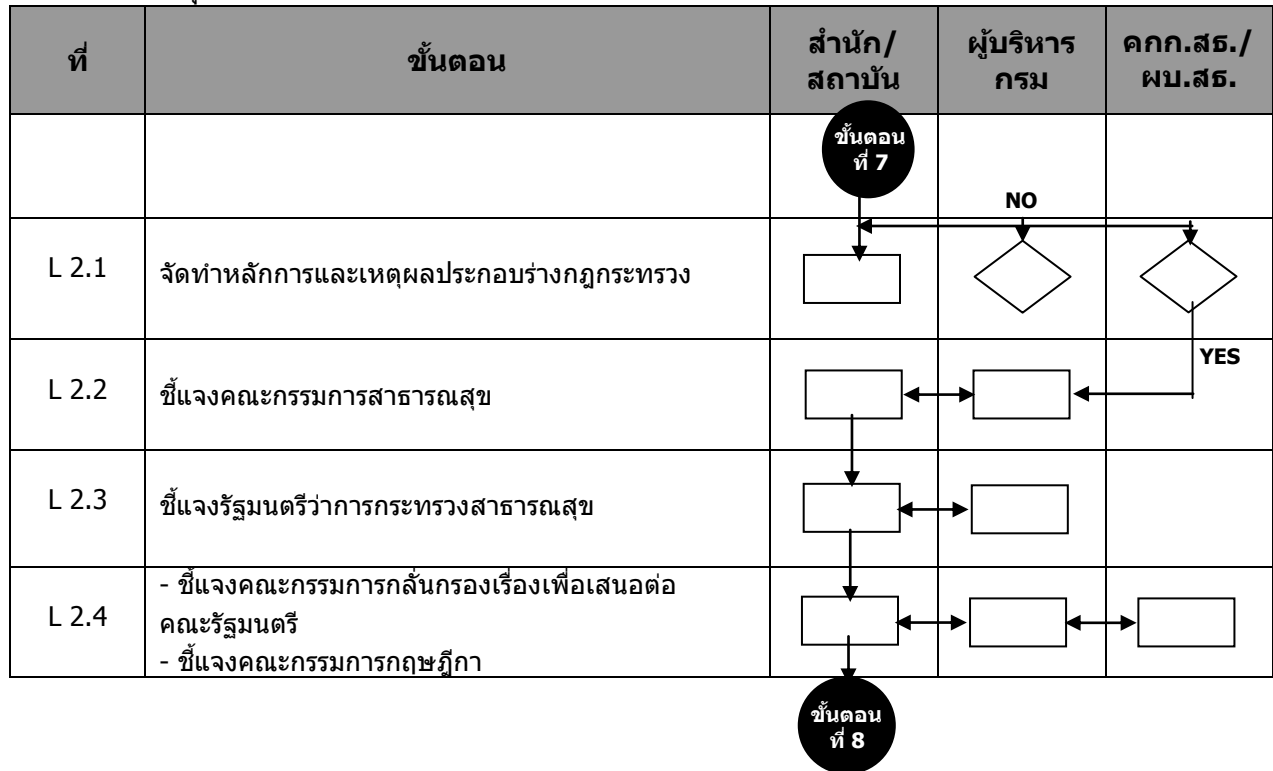 ที่ ขั้นตอน สำนัก/ ผู้บริหาร คกก.สธ./
สถาบัน กรม ผบ.สธ.
ขั้นตอน
ที่ 7
NO
L 2.1 จัดทำหลักการและเหตุผลประกอบร่างกฎกระทรวง
YES
L 2.2 ชี้แจงคณะกรรมการสาธารณสุข
L 2.3 ชี้แจงรัฐมนตรีว่าการกระทรวงสาธารณสุข
L 2.4 - ชี้แจงคณะกรรมการกลั่นกรองเรื่องเพื่อเสนอต่อ
คณะรัฐมนตรี
- ชี้แจงคณะกรรมการกฤษฎีกา
ขั้นตอน
ที่ 8